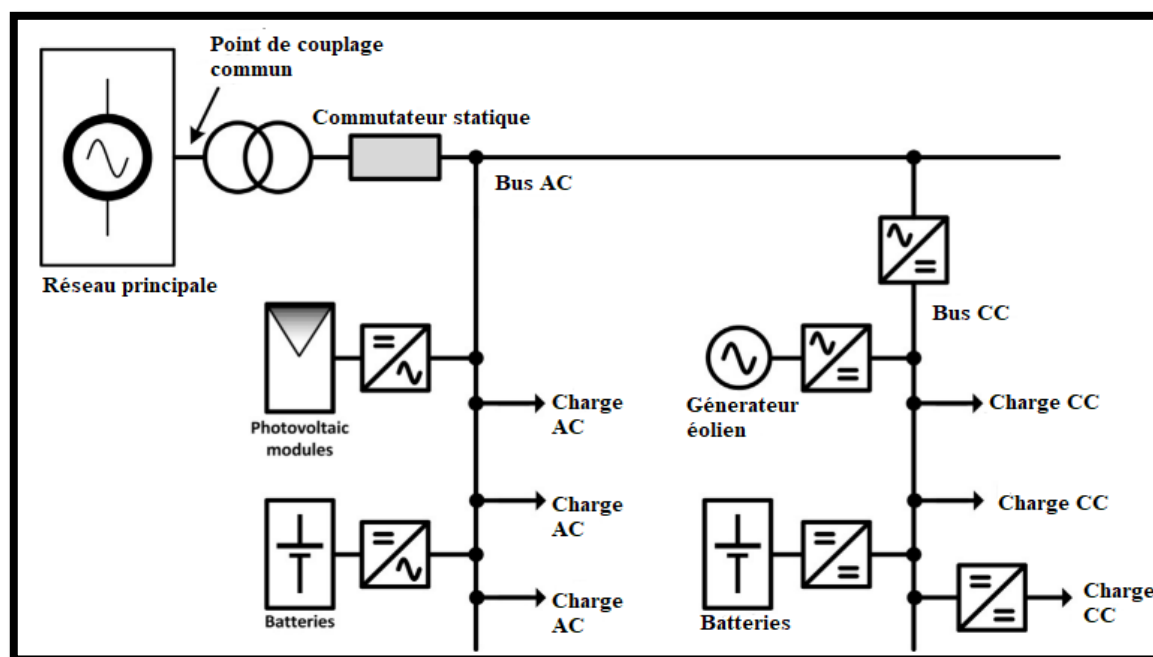 Point de couplage
commun
Commutateur statique
Bus AC
Réseau principale
Bus CC
Photovoltaic
modules
Charge
AC
Génerateur
éolien
Charge CC
Charge
AC
Charge CC
Batteries
Charge
AC
Batteries
Charge
CC